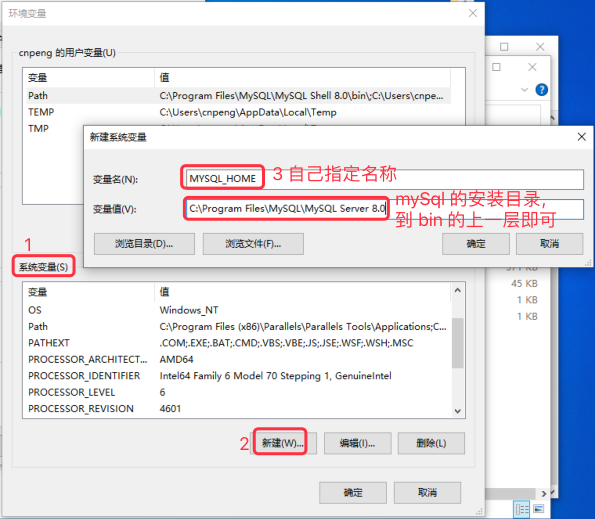 环境变量
cnpeng 的用户变量(U)
变量 值
Path C:\Program Files\MySQL\MySQL Shell 8.0\bin\;C:\Users\cnpe...
TEMP C:\Users\cnpeng\AppData\Local\Temp
TMP
新建系统变量
变量名(N): MYSQL_HOME 3 自己指定名称
变量值(V): C:\Program Files\MySQL\MySQL Server 8.0
mySql 的安装目录,
到 bin 的上一层即可
浏览目录(D)... 浏览文件(F)... 确定 取消
1
系统变量(S)
变量 值
OS Windows_NT
Path C:\Program Files (x86)\Parallels\Parallels Tools\Applications;C...
PATHEXT .COM;.EXE;.BAT;.CMD;.VBS;.VBE;.JS;.JSE;.WSF;.WSH;.MSC
PROCESSOR_ARCHITECT... AMD64
PROCESSOR_IDENTIFIER Intel64 Family 6 Model 70 Stepping 1, GenuineIntel
PROCESSOR_LEVEL 6
PROCESSOR_REVISION 4601
2 新建(W)... 编辑(I)... 删除(L)
确定 取消
45 KB
1 KB
1 KB